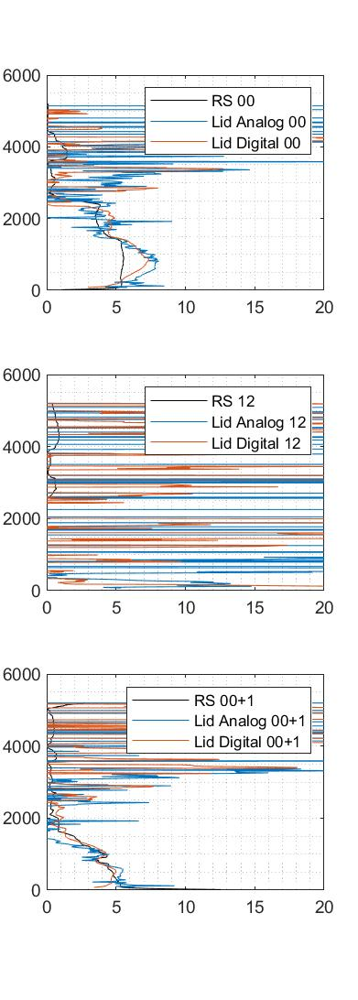 6000
4000
2000
0
RS 00
Lid Analog 00
Lid Digital 00
0 5 10 15 20
6000
4000
2000
0
RS 12
Lid Analog 12
Lid Digital 12
0 5 10 15 20
6000
4000
2000
0
RS 00+1
Lid Analog 00+1
Lid Digital 00+1
0 5 10 15 20